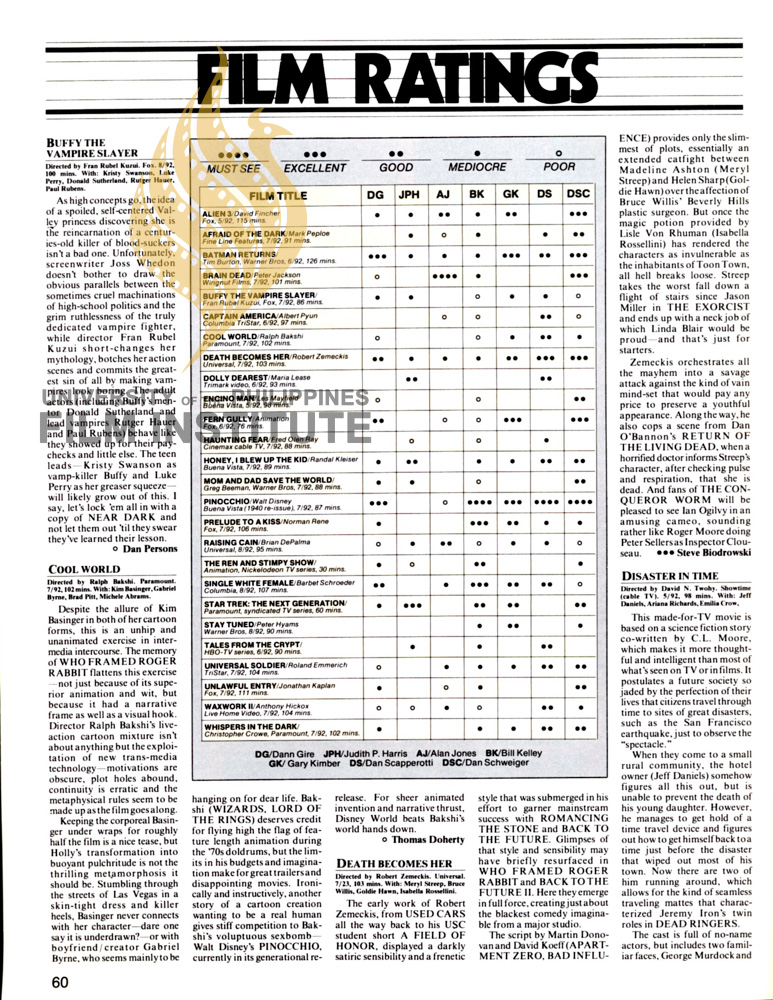 FILM RATINGS
BUFFY THE
VAMPIRE SLAYER
Directed by Fran Rubel Kuzui. Fox, 8/92,
100 mins. With: Kristy Swanson, Luke
Perry, Donald Sutherland, Rutger Hauer,
Paul Rubens.
As high concepts go, the idea
of a spoiled, self-centered Val-
ley princess discovering she is
the reincarnation of a centur-
ies-old killer of blood-suckers
isn't a bad one. Unfortunately,
screenwriter Joss Whedon
doesn't bother to draw the
obvious parallels between the
sometimes cruel machinations
of high-school politics and the
grim ruthlessness of the truly
dedicated vampire fighter,
while director Fran Rubel
Kuzui short-changes her
mythology, botches her action
scenes and commits the great-
est sin of all by making vam-
pires boring. The adult
actors including Buffy's men-
tor Donald Sutherland and
lead vampires Rutger Hauer
and Paul Rubens behave like
they showed up for their pay-
checks and little else. The teen
leads—Kristy Swanson as
vamp-killer Buffy and Luke
Perry as her greaser squeeze—
will likely grow out of this. I
say, let's lock 'em all in with a
copy of NEAR DARK and
not let them out 'til they swear
they've learned their lesson.
○ Dan Persons
COOL WORLD
Directed by Ralph Bakshi. Paramount,
7/92, 102 mins. With: Kim Basinger, Gabriel
Byrne, Brad Pitt, Michele Abrams.
Despite the allure of Kim
Basinger in both of her cartoon
forms, this is an unhip and
unanimated exercise in inter-
media intercourse. The memory
of WHO FRAMED ROGER
RABBIT flattens this exercise
—not just because of its supe-
rior animation and wit, but
because it had a narrative
frame as well as a visual hook.
Director Ralph Bakshi's live-
action cartoon mixture isn't
about anything but the exploi-
tation of new trans-media
technology—motivations are
obscure, plot holes abound,
continuity is erratic and the
metaphysical rules seem to be
made up as the film goes along.
Keeping the corporeal Basin-
ger under wraps for roughly
half the film is a nice tease, but
Holly's transformation into
buoyant pulchritude is not the
thrilling metamorphosis it
should be. Stumbling through
the streets of Las Vegas in a
skin-tight dress and killer
heels, Basinger never connects
with her character—dare one
say it is underdrawn?—or with
boyfriend/creator Gabriel
Byrne, who seems mainly to be
●●●● ●●● ●● ● ○
MUST SEE EXCELLENT GOOD MEDIOCRE POOR
FILM TITLE DG JPH AJ BK GK DS DSC
ALIEN 3/David Fincher ● ● ●● ● ●● ●●●
Fox, 5/92, 115 mins.
AFRAID OF THE DARK/Mark Peploe ● ○ ● ● ●●
Fine Line Features, 7/92, 91 mins.
BATMAN RETURNS/ ●●● ● ● ● ●●● ●● ●●●
Tim Burton, Warner Bros, 6/92, 126 mins.
BRAIN DEAD/Peter Jackson ○ ●●●● ● ●●●
Wingnut Films, 7/92, 101 mins.
BUFFY THE VAMPIRE SLAYER/ ● ● ○ ● ● ○
Fran Rubel Kuzui, Fox, 7/92, 86 mins.
CAPTAIN AMERICA/Albert Pyun ○ ○ ●● ○
Columbia TriStar, 6/92, 97 mins.
COOL WORLD/Ralph Bakshi ○ ○ ● ●● ●
Paramount, 7/92, 102 mins.
DEATH BECOMES HER/Robert Zemeckis ●● ● ● ● ●● ●●● ●●●
Universal, 7/92, 103 mins.
DOLLY DEAREST/Maria Lease ●● ●●
Trimark video, 6/92, 93 mins.
ENCINO MAN/Les Mayfield ○ ○ ●●
Buena Vista, 5/92, 98 mins.
FERN GULLY/Animation ●● ○ ○ ●●● ●●●
Fox, 6/92, 76 mins.
HAUNTING FEAR/Fred Olen Ray ○ ○ ●
Cinemax cable TV, 7/92, 88 mins.
HONEY, I BLEW UP THE KID/Randal Kleiser ● ●● ● ● ●● ●●
Buena Vista, 7/92, 89 mins.
MOM AND DAD SAVE THE WORLD/ ● ● ○ ●●
Greg Beeman, Warner Bros, 7/92, 88 mins.
PINOCCHIO/Walt Disney ●●● ○ ●●●● ●●● ●●●● ●●●●
Buena Vista (1940 re-issue), 7/92, 87 mins.
PRELUDE TO A KISS/Norman Rene ● ●●● ●● ● ●
Fox, 7/92, 106 mins.
RAISING CAIN/Brian DePalma ○ ● ●● ○ ● ● ○
Universal, 8/92, 95 mins.
THE REN AND STIMPY SHOW/ ● ○ ●● ●
Animation, Nickelodeon TV series, 30 mins.
SINGLE WHITE FEMALE/Barbet Schroeder ●● ● ●●● ●● ●● ○
Columbia, 8/92, 107 mins.
STAR TREK: THE NEXT GENERATION/ ● ●●● ●● ●● ●●
Paramount, syndicated TV series, 60 mins.
STAY TUNED/Peter Hyams ● ●● ●
Warner Bros, 8/92, 90 mins.
TALES FROM THE CRYPT/ ● ● ●●
HBO-TV series, 6/92, 90 mins.
UNIVERSAL SOLDIER/Roland Emmerich ○ ● ● ● ●● ●●
TriStar, 7/92, 104 mins.
UNLAWFUL ENTRY/Jonathan Kaplan ● ○ ● ●●
Fox, 7/92, 111 mins.
WAXWORK II/Anthony Hickox ○ ○ ● ○ ●● ●
Live Home Video, 7/92, 104 mins.
WHISPERS IN THE DARK/ ● ● ● ●● ●●
Christopher Crowe, Paramount, 7/92, 102 mins.
DG/Dann Gire JPH/Judith P. Harris AJ/Alan Jones BK/Bill Kelley
GK/ Gary Kimber DS/Dan Scapperotti DSC/Dan Schweiger
hanging on for dear life. Bak-
shi (WIZARDS, LORD OF
THE RINGS) deserves credit
for flying high the flag of fea-
ture length animation during
the '70s doldrums, but the lim-
its in his budgets and imagina-
tion make for great trailers and
disappointing movies. Ironi-
cally and instructively, another
story of a cartoon creation
wanting to be a real human
gives stiff competition to Bak-
shi's voluptuous sexbomb—
Walt Disney's PINOCCHIO,
currently in its generational re-
release. For sheer animated
invention and narrative thrust,
Disney World beats Bakshi's
world hands down.
○ Thomas Doherty
DEATH BECOMES HER
Directed by Robert Zemeckis. Universal.
7/23, 103 mins. With: Meryl Streep, Bruce
Willis, Goldie Hawn, Isabella Rossellini.
The early work of Robert
Zemeckis, from USED CARS
all the way back to his USC
student short A FIELD OF
HONOR, displayed a darkly
satiric sensibility and a frenetic
style that was submerged in his
effort to garner mainstream
success with ROMANCING
THE STONE and BACK TO
THE FUTURE. Glimpses of
that style and sensibility may
have briefly resurfaced in
WHO FRAMED ROGER
RABBIT and BACK TO THE
FUTURE II. Here they emerge
in full force, creating just about
the blackest comedy imagina-
ble from a major studio.
The script by Martin Dono-
van and David Koeff (APART-
MENT ZERO, BAD INFLU-
ENCE) provides only the slim-
mest of plots, essentially an
extended catfight between
Madeline Ashton (Meryl
Streep) and Helen Sharp (Gol-
die Hawn) over the affection of
Bruce Willis' Beverly Hills
plastic surgeon. But once the
magic potion provided by
Lisle Von Rhuman (Isabella
Rossellini) has rendered the
characters as invulnerable as
the inhabitants of Toon Town,
all hell breaks loose. Streep
takes the worst fall down a
flight of stairs since Jason
Miller in THE EXORCIST
and ends up with a neck job of
which Linda Blair would be
proud—and that's just for
starters.
Zemeckis orchestrates all
the mayhem into a savage
attack against the kind of vain
mind-set that would pay any
price to preserve a youthful
appearance. Along the way, he
also cops a scene from Dan
O'Bannon's RETURN OF
THE LIVING DEAD, when a
horrified doctor informs Streep's
character, after checking pulse
and respiration, that she is
dead. And fans of THE CON-
QUEROR WORM will be
pleased to see Ian Ogilvy in an
amusing cameo, sounding
rather like Roger Moore doing
Peter Sellers as Inspector Clou-
seau. ●●● Steve Biodrowski
DISASTER IN TIME
Directed by David N. Twohy. Showtime
(cable TV). 5/92, 98 mins. With: Jeff
Daniels, Ariana Richards, Emilia Crow,
This made-for-TV movie is
based on a science fiction story
co-written by C.L. Moore,
which makes it more thought-
ful and intelligent than most of
what's seen on TV or in films. It
postulates a future society so
jaded by the perfection of their
lives that citizens travel through
time to sites of great disasters,
such as the San Francisco
earthquake, just to observe the
"spectacle."
When they come to a small
rural community, the hotel
owner (Jeff Daniels) somehow
figures all this out, but is
unable to prevent the death of
his young daughter. However,
he manages to get hold of a
time travel device and figures
out how to get himself back to a
time just before the disaster
that wiped out most of his
town. Now there are two of
him running around, which
allows for the kind of seamless
traveling mattes that charac-
terized Jeremy Iron's twin
roles in DEAD RINGERS.
The cast is full of no-name
actors, but includes two famil-
iar faces, George Murdock and
60
UNIVERSITY OF THE PHILIPPINES
FILM INSTITUTE